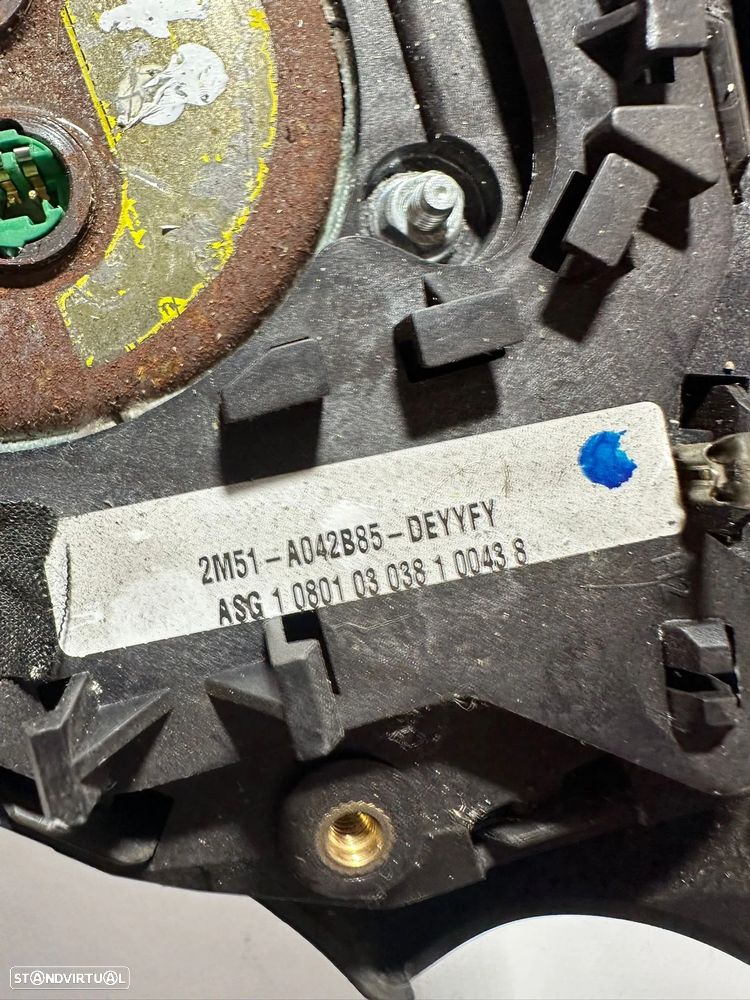 2M51-A042B85-DEYYFY
ASG 1 0801 03 038 1 0043 8
STANDVIRTUAL